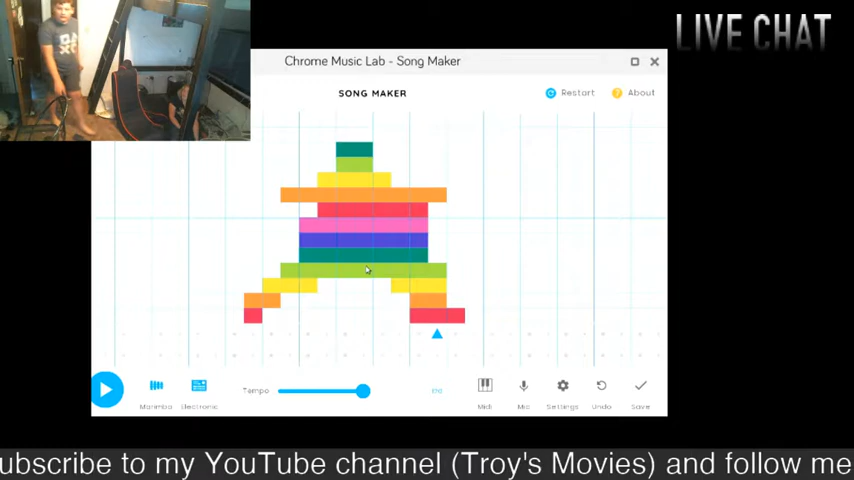 LIVE CHAT
Chrome Music Lab - Song Maker
SONG MAKER
Restart
About
Tempo
Marimba
Electronic
Midi
Mic
Settings
Undo
Save
ubscribe to my YouTube channel (Troy's Movies) and follow me